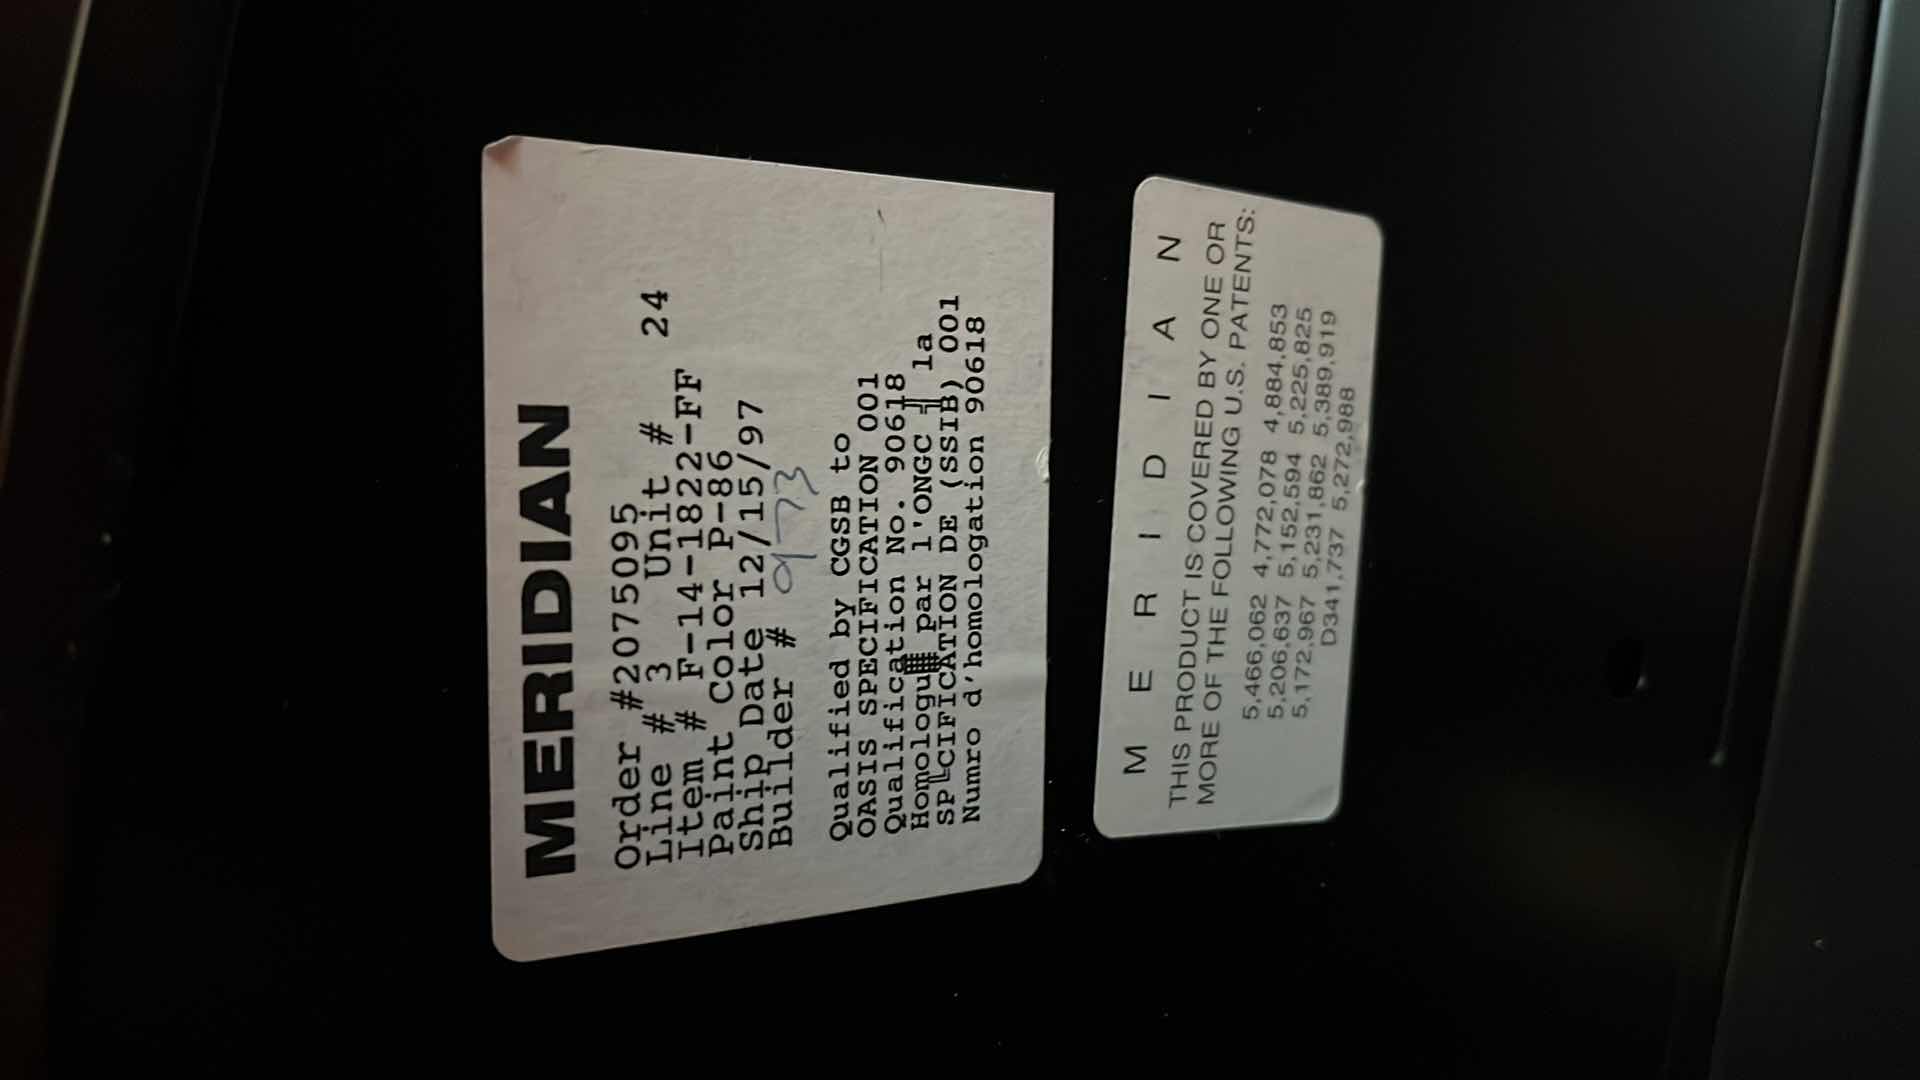 MERIDIAN
Order #2075095
Line # 3 Unit # 24
Item # F-14-1822-FF
Paint Color P-86
Ship Date 12/15/97
Builder # 973
Qualified by CGSB to
OASIS SPECIFICATION 001
Qualification No. 90618
Homologu par l'ONGC la
SP CIFICATION DE (SSIB) 001
Numro d'homologation 90618
MERIDIAN
THIS PRODUCT IS COVERED BY ONE OR
MORE OF THE FOLLOWING U.S. PATENTS:
5,466,062 4,772,078 4,884,853
5,206,637 5,152,594 5,225,825
5,172,967 5,231,862 5,389,919
D341,737 5,272,988